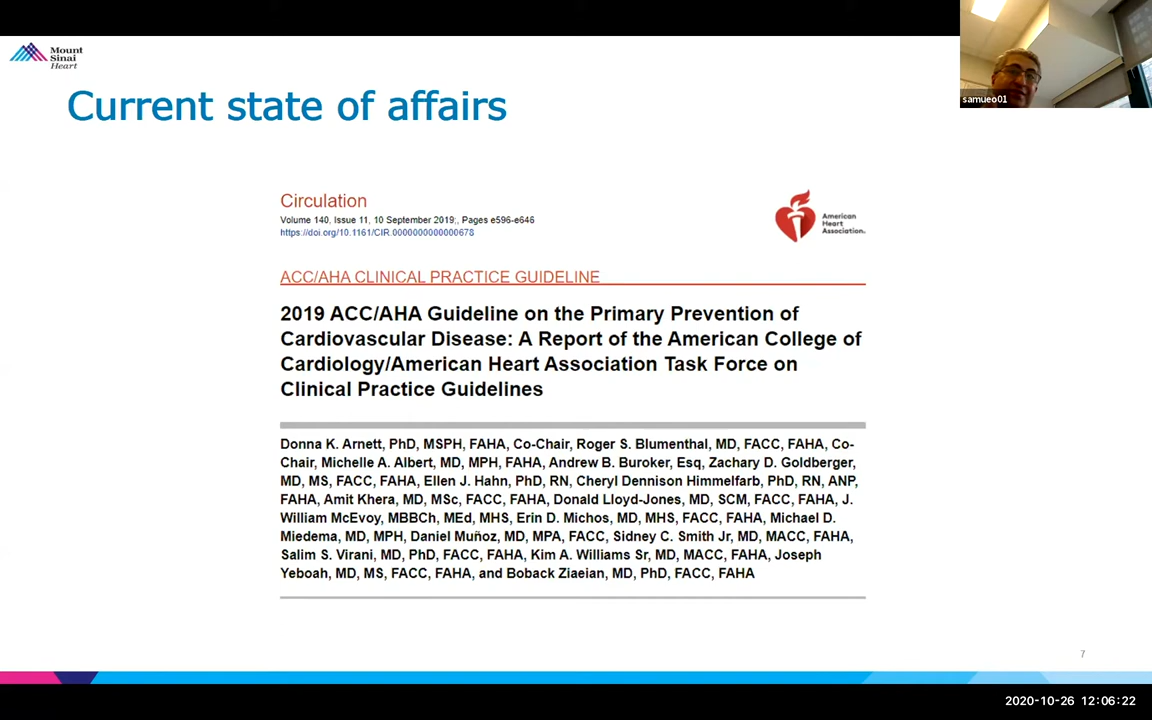 Mount
Sinai
Heart
samueo01
Current state of affairs
Circulation
Volume 140, Issue 11, 10 September 2019;, Pages e596-e646
https://doi.org/10.1161/CIR.0000000000000678
American
Heart
Association.
ACC/AHA CLINICAL PRACTICE GUIDELINE
2019 ACC/AHA Guideline on the Primary Prevention of
Cardiovascular Disease: A Report of the American College of
Cardiology/American Heart Association Task Force on
Clinical Practice Guidelines
Donna K. Arnett, PhD, MSPH, FAHA, Co-Chair, Roger S. Blumenthal, MD, FACC, FAHA, Co-
Chair, Michelle A. Albert, MD, MPH, FAHA, Andrew B. Buroker, Esq, Zachary D. Goldberger,
MD, MS, FACC, FAHA, Ellen J. Hahn, PhD, RN, Cheryl Dennison Himmelfarb, PhD, RN, ANP,
FAHA, Amit Khera, MD, MSc, FACC, FAHA, Donald Lloyd-Jones, MD, SCM, FACC, FAHA, J.
William McEvoy, MBBCh, MEd, MHS, Erin D. Michos, MD, MHS, FACC, FAHA, Michael D.
Miedema, MD, MPH, Daniel Muñoz, MD, MPA, FACC, Sidney C. Smith Jr, MD, MACC, FAHA,
Salim S. Virani, MD, PhD, FACC, FAHA, Kim A. Williams Sr, MD, MACC, FAHA, Joseph
Yeboah, MD, MS, FACC, FAHA, and Boback Ziaeian, MD, PhD, FACC, FAHA
7
2020-10-26 12:06:22